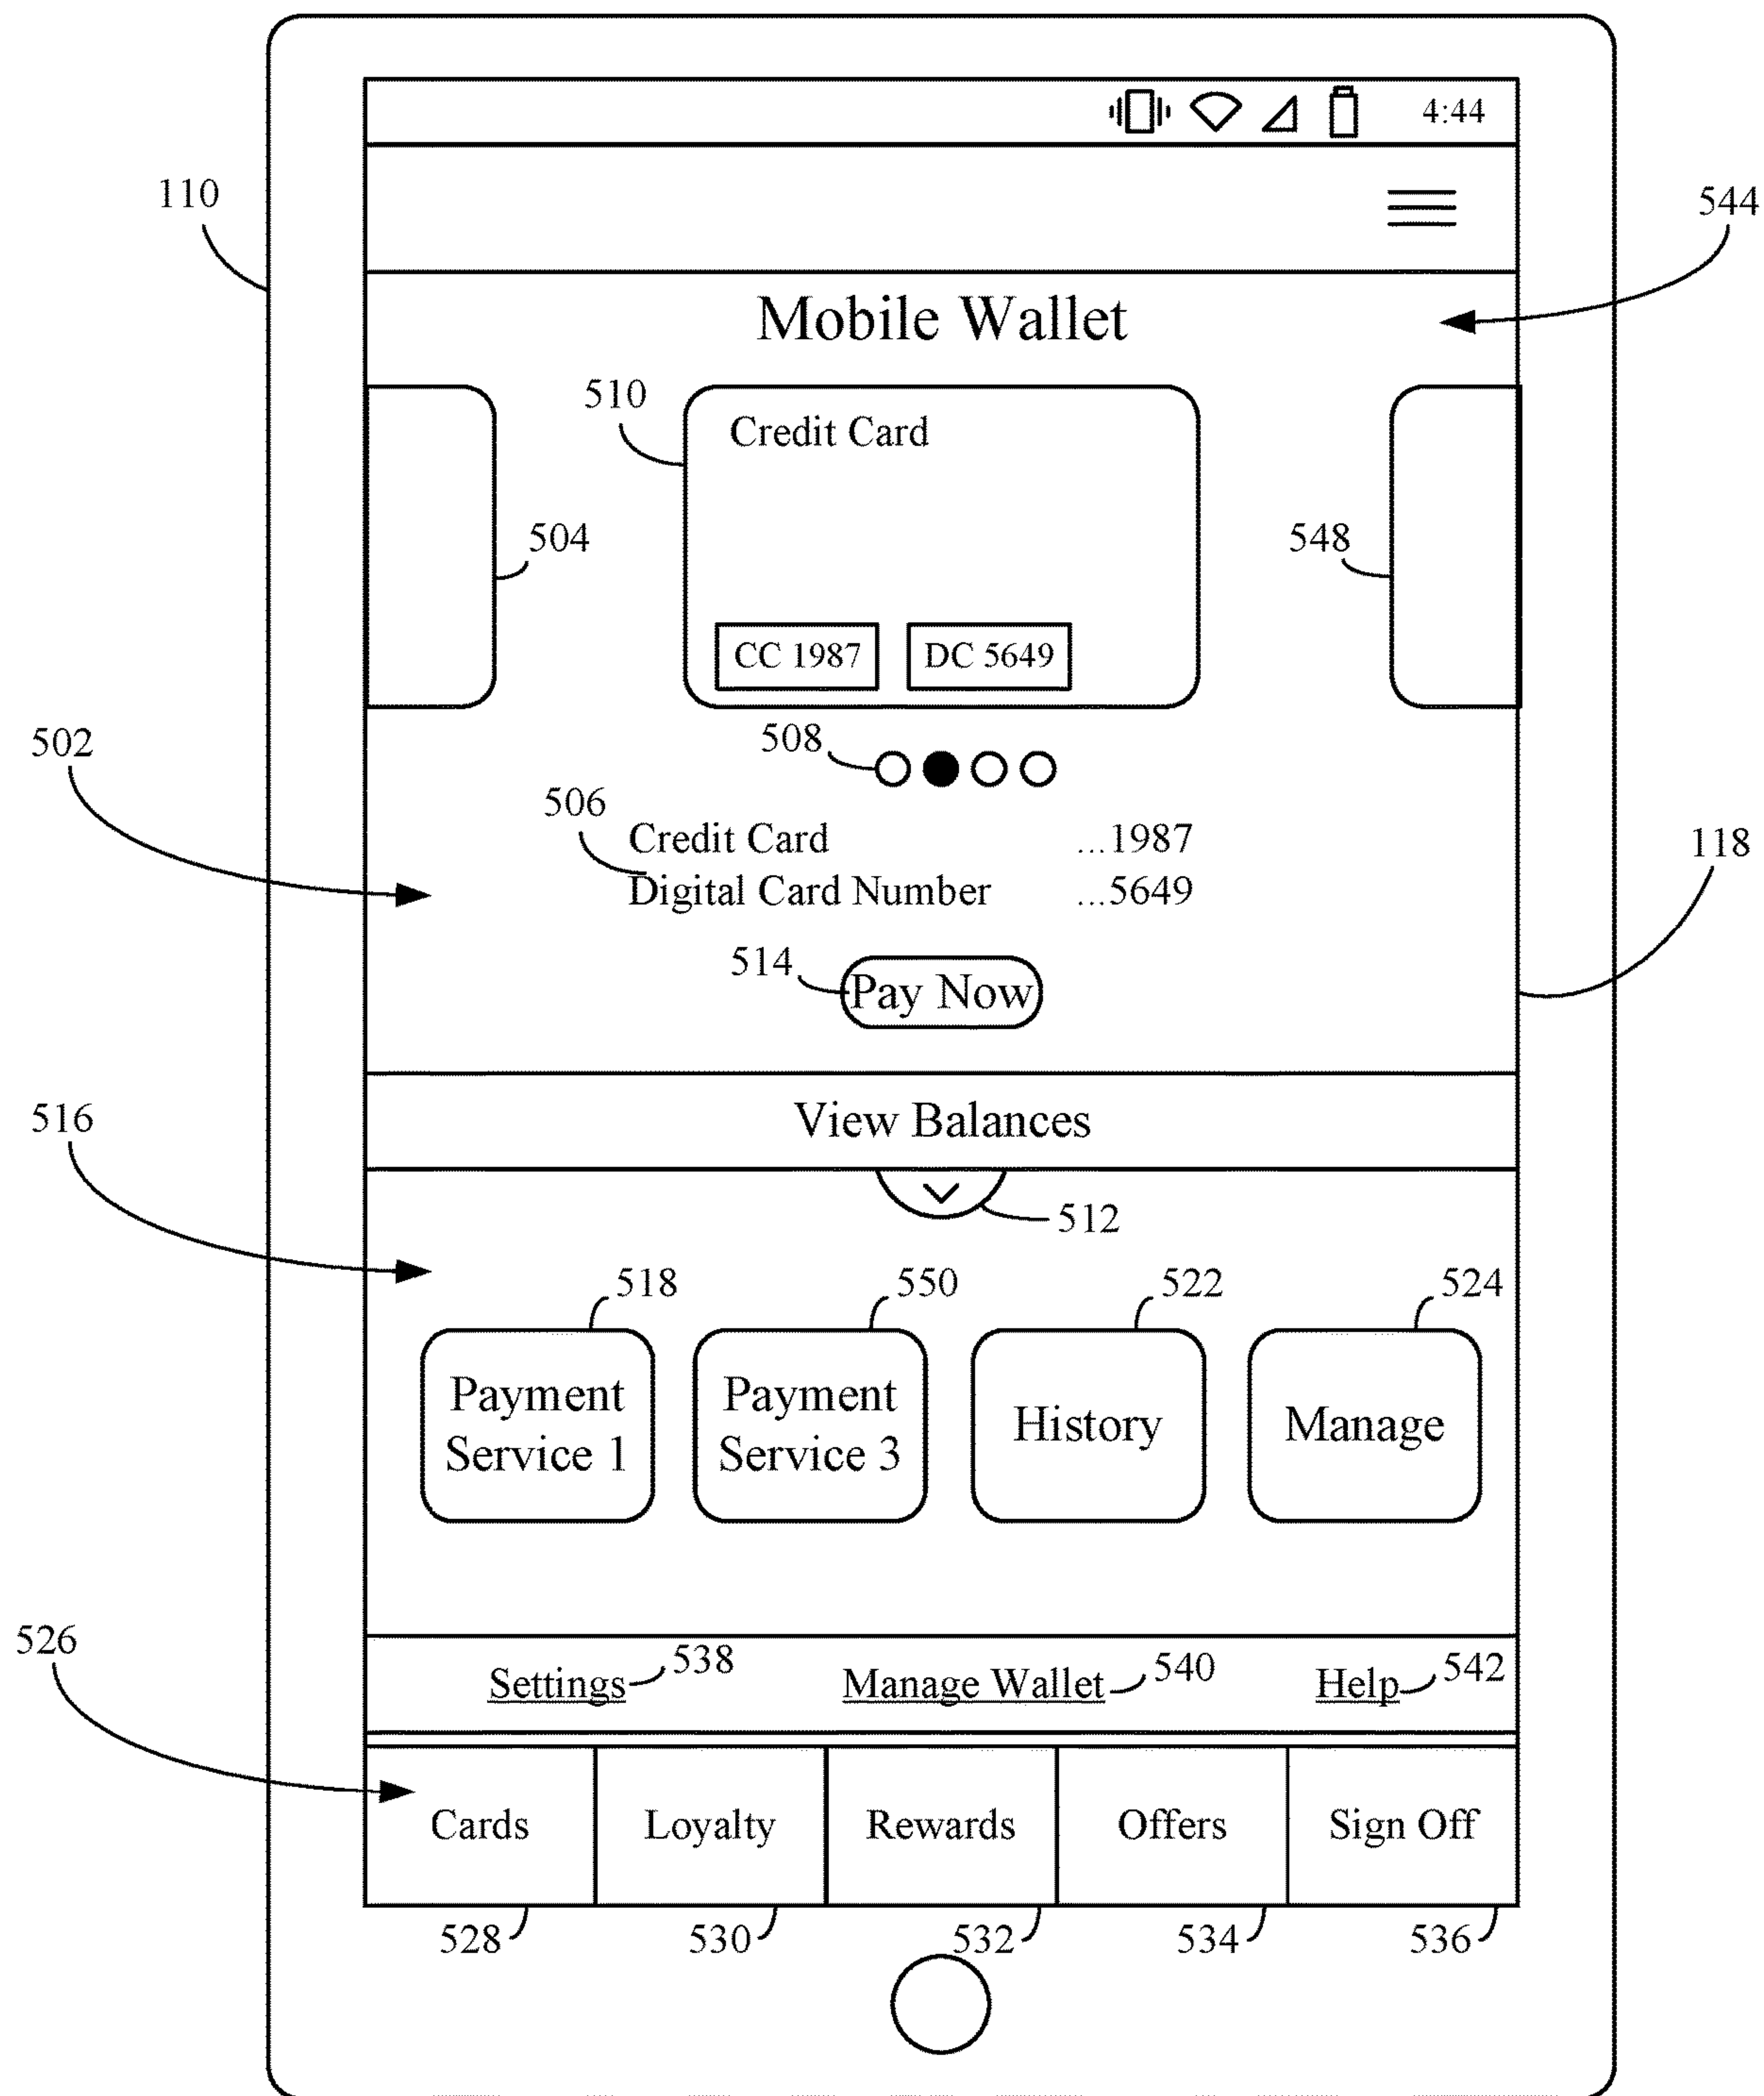 4:44
110
544
Mobile Wallet
510
Credit Card
504
548
CC 1987 DC 5649
502
508
506
Credit Card ...1987
118
Digital Card Number ...5649
514
Pay Now
516
View Balances
512
518 550 522 524
Payment Service 1
Payment Service 3
History
Manage
526
Settings 538 Manage Wallet 540 Help 542
Cards Loyalty Rewards Offers Sign Off
528 530 532 534 536